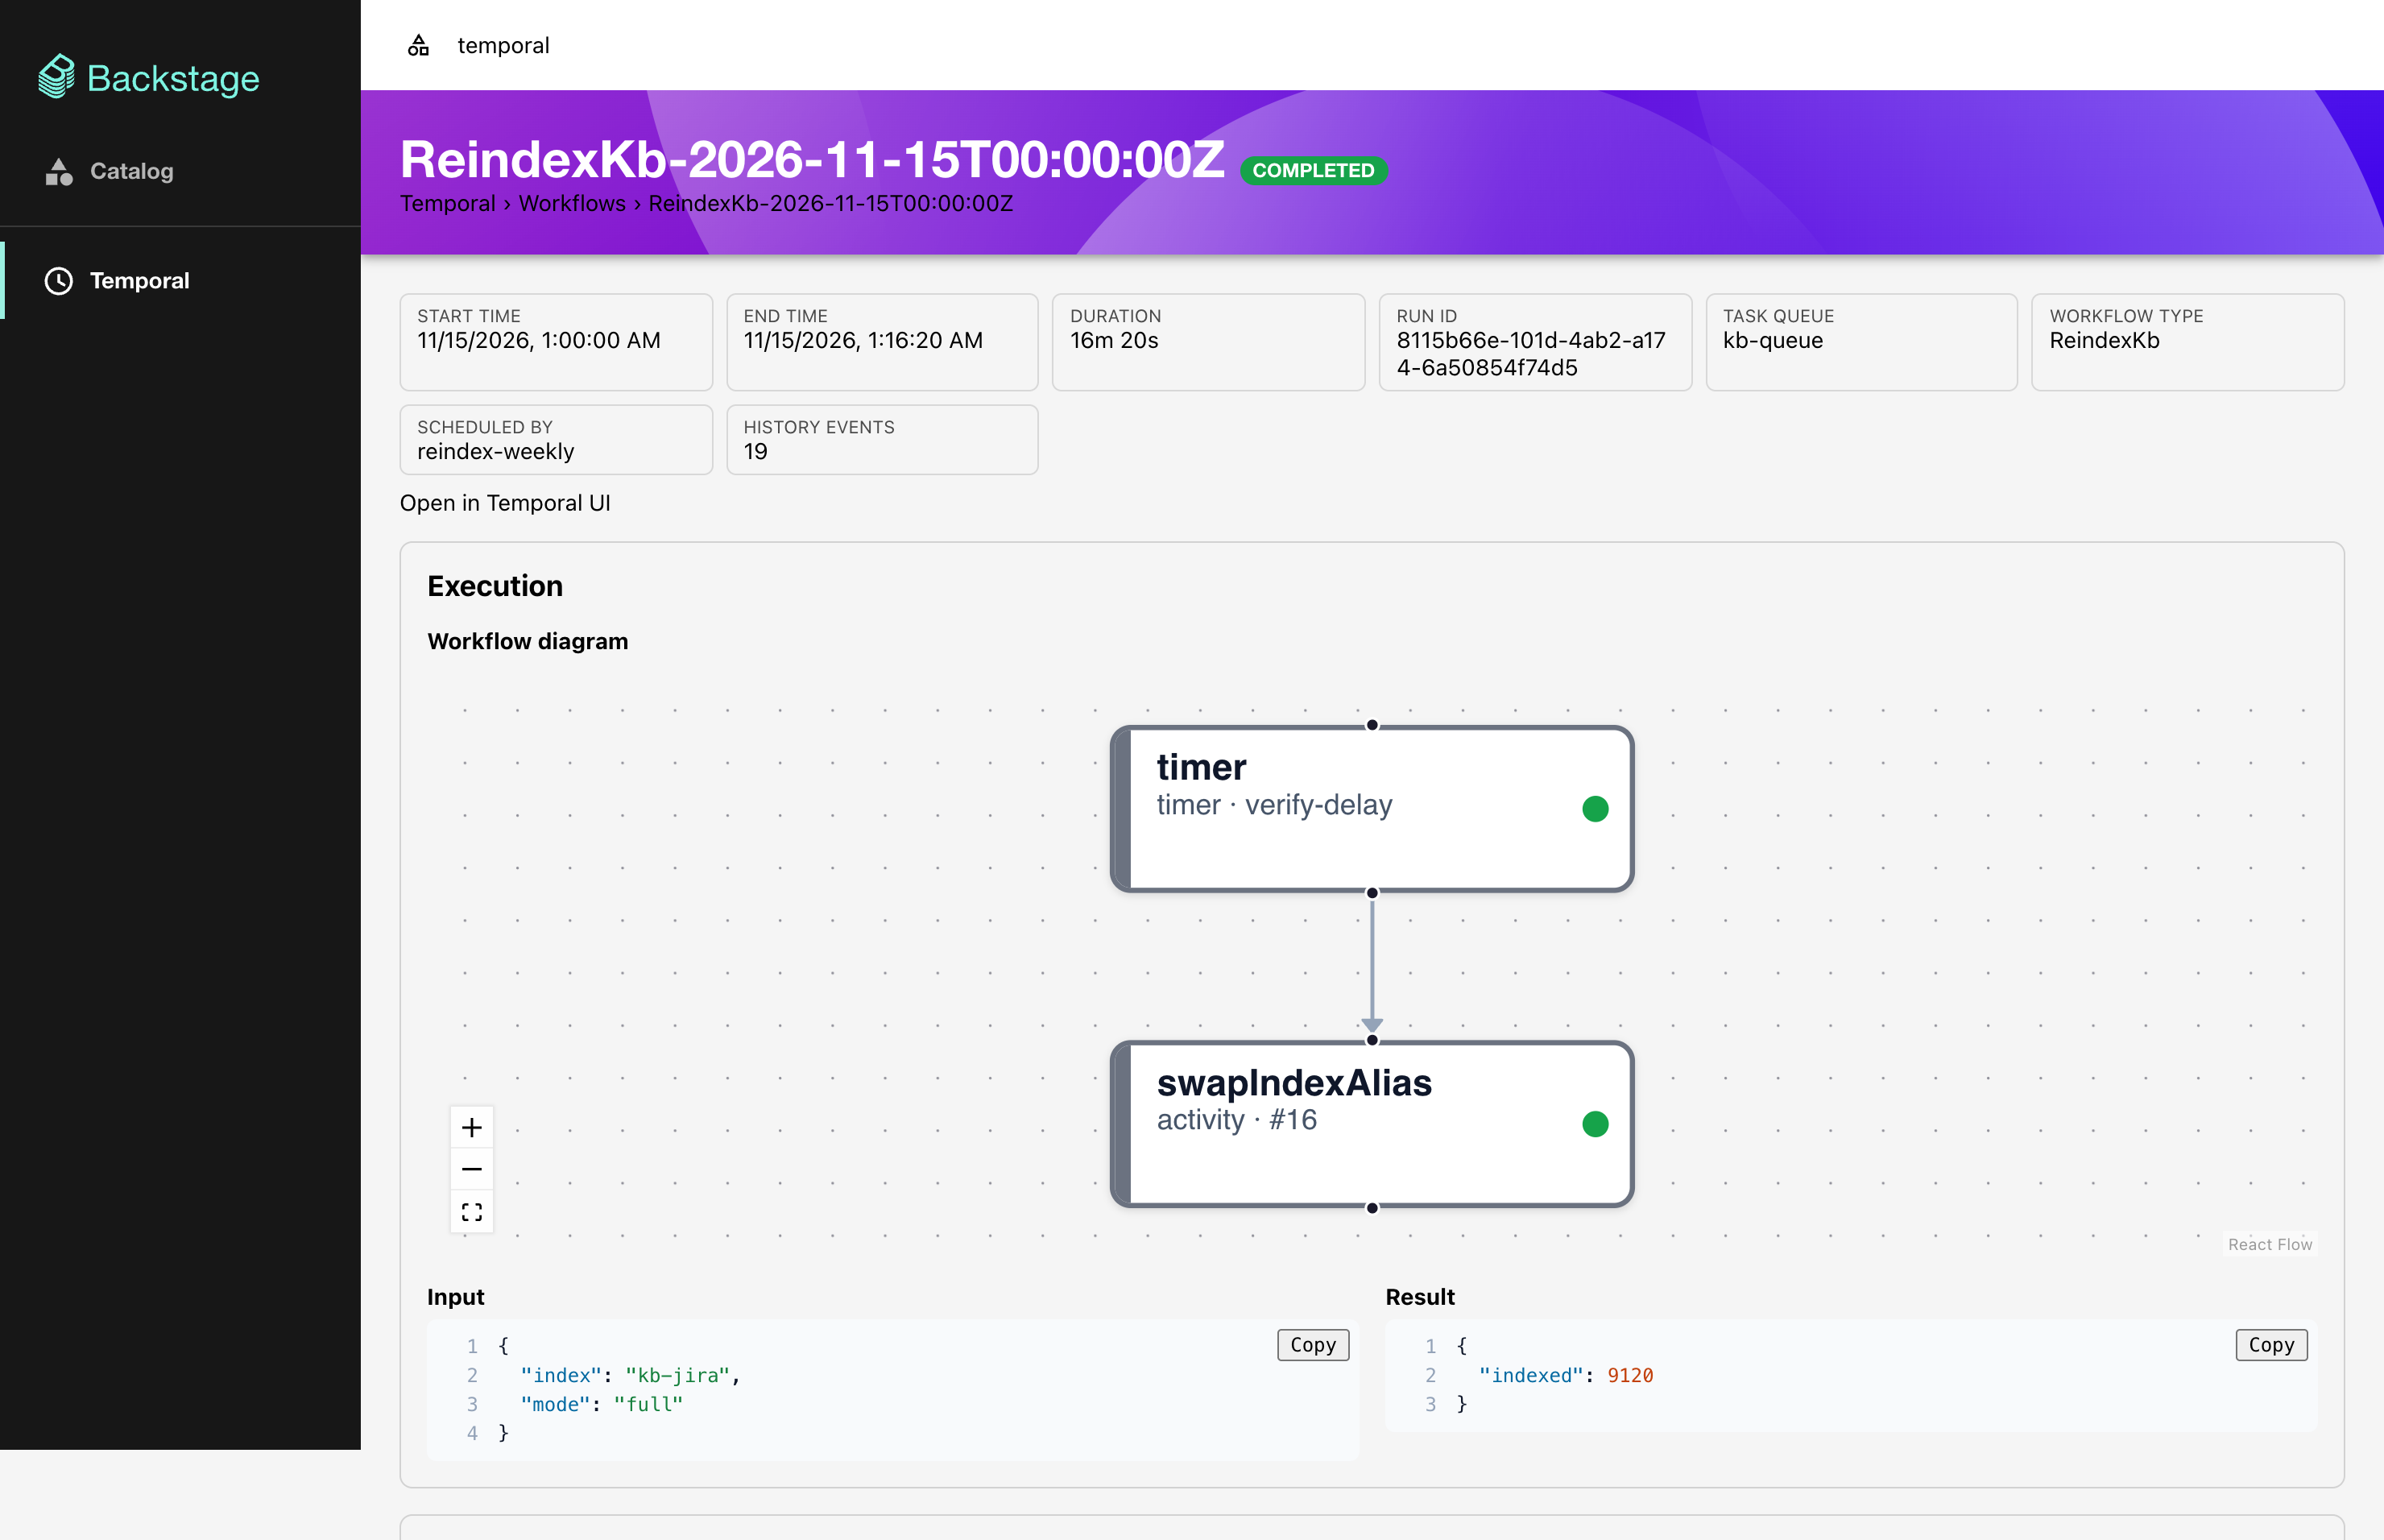 Backstage
Catalog
Temporal
temporal
ReindexKb-2026-11-15T00:00:00Z COMPLETED
Temporal › Workflows › ReindexKb-2026-11-15T00:00:00Z
START TIME
11/15/2026, 1:00:00 AM
END TIME
11/15/2026, 1:16:20 AM
DURATION
16m 20s
RUN ID
8115b66e-101d-4ab2-a17
4-6a50854f74d5
TASK QUEUE
kb-queue
WORKFLOW TYPE
ReindexKb
SCHEDULED BY
reindex-weekly
HISTORY EVENTS
19
Open in Temporal UI
Execution
Workflow diagram
timer
timer · verify-delay
swapIndexAlias
activity · #16
React Flow
Input
Copy
1 {
2 "index": "kb-jira",
3 "mode": "full"
4 }
Result
Copy
1 {
2 "indexed": 9120
3 }